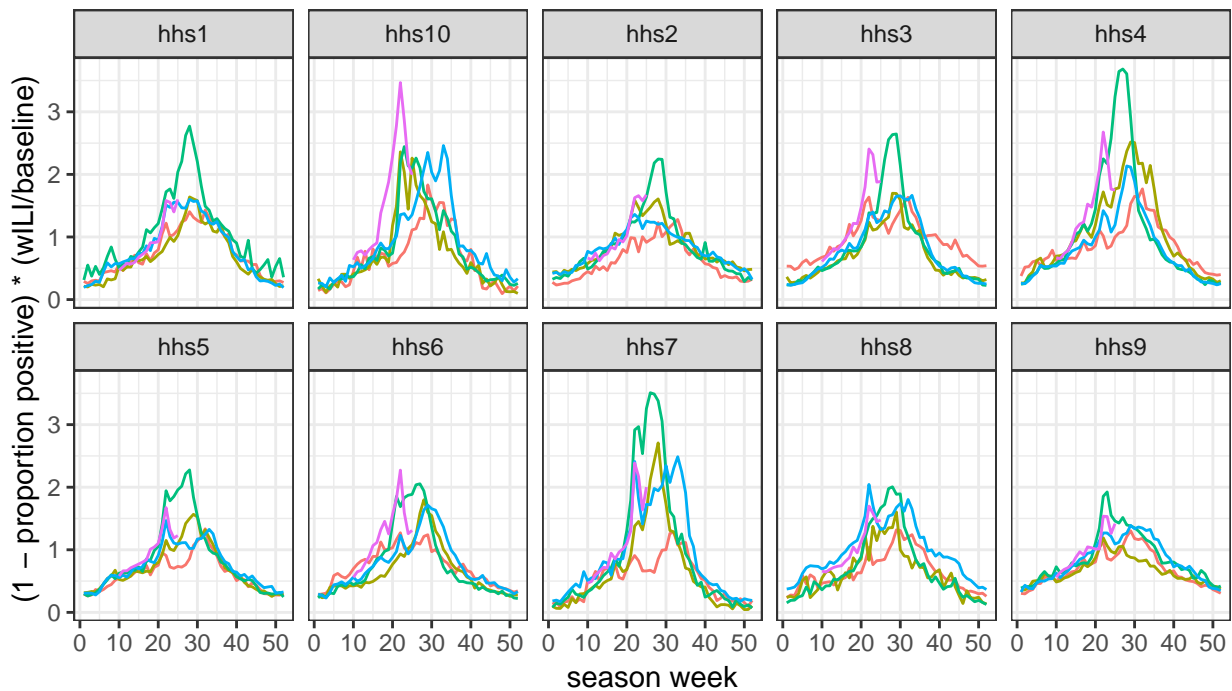 hhs1 hhs10 hhs2 hhs3 hhs4
3
2
1
0
hhs5 hhs6 hhs7 hhs8 hhs9
3
2
1
0
0 10 20 30 40 50 0 10 20 30 40 50 0 10 20 30 40 50 0 10 20 30 40 50 0 10 20 30 40 50
season week
(1 − proportion positive) * (wILI/baseline)